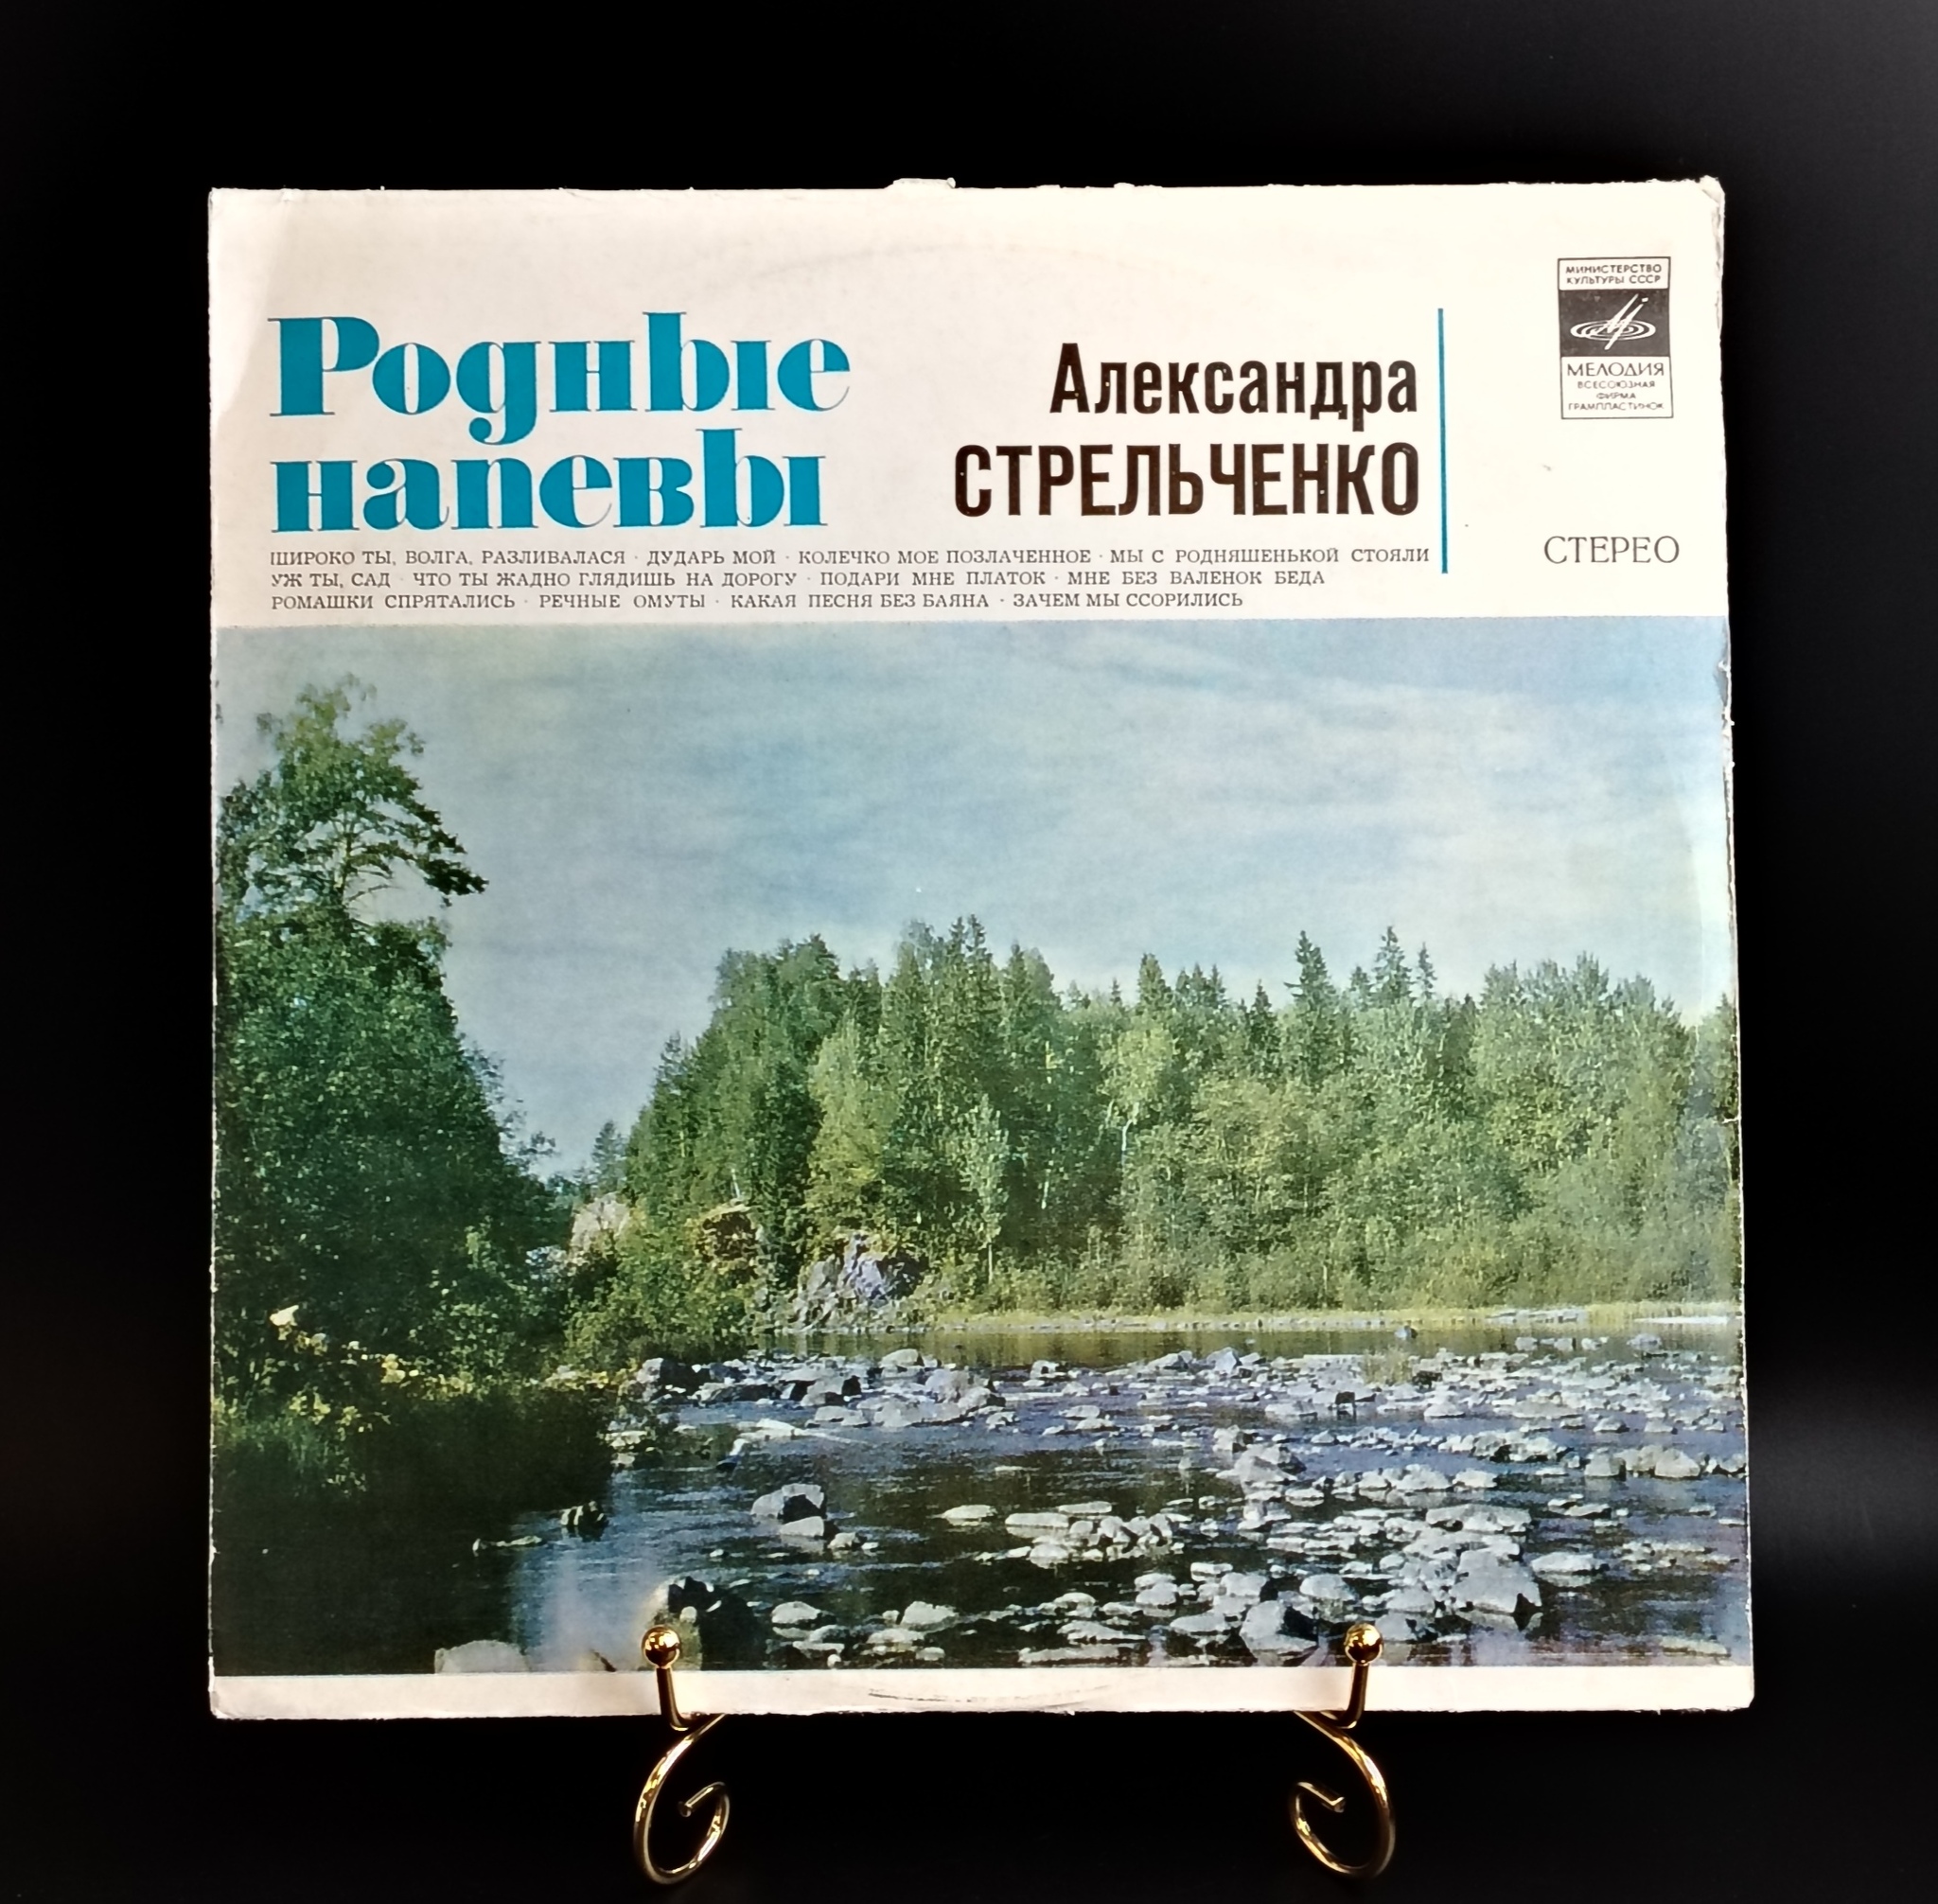 Родные
напевы
Александра
СТРЕЛЬЧЕНКО
ШИРОКО ТЫ, ВОЛГА, РАЗЛИВАЛАСЯ · ДУДАРЬ МОЙ · КОЛЕЧКО МОЕ ПОЗЛАЧЕННОЕ · МЫ С РОДНЯШЕНЬКОЙ СТОЯЛИ
УЖ ТЫ, САД · ЧТО ТЫ ЖАДНО ГЛЯДИШЬ НА ДОРОГУ · ПОДАРИ МНЕ ПЛАТОК · МНЕ БЕЗ ВАЛЕНОК БЕДА
РОМАШКИ СПРЯТАЛИСЬ · РЕЧНЫЕ ОМУТЫ · КАКАЯ ПЕСНЯ БЕЗ БАЯНА · ЗАЧЕМ МЫ ССОРИЛИСЬ
МИНИСТЕРСТВО
КУЛЬТУРЫ СССР
МЕЛОДИЯ
ВСЕСОЮЗНАЯ
ФИРМА
ГРАМПЛАСТИНОК
СТЕРЕО